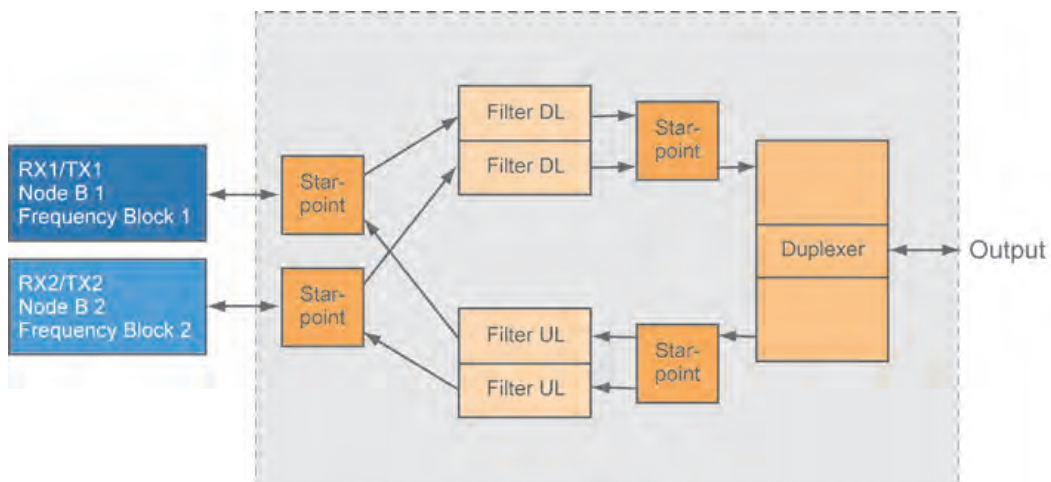 RX1/TX1
Node B 1
Frequency Block 1
RX2/TX2
Node B 2
Frequency Block 2
Star-
point
Star-
point
Filter DL
Filter DL
Star-
point
Filter UL
Filter UL
Star-
point
Duplexer
Output